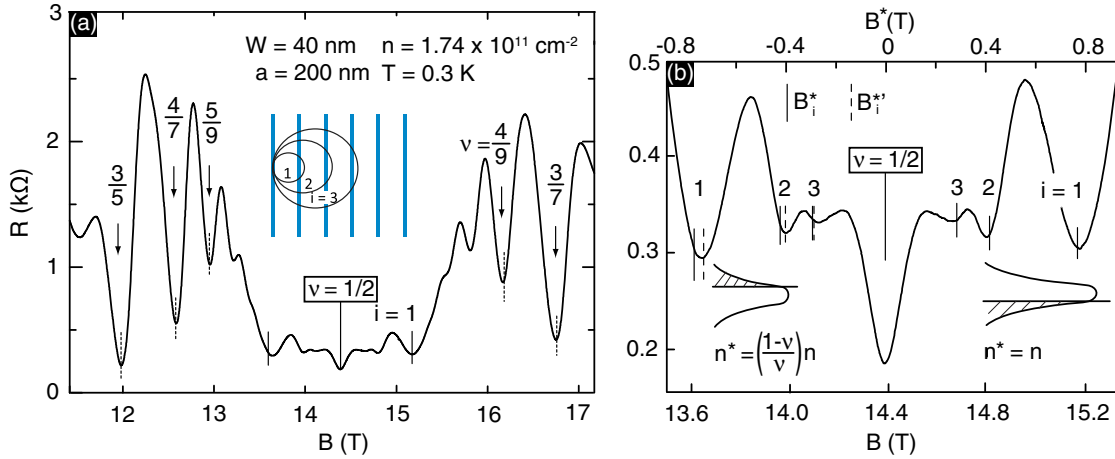 (a)
W = 40 nm n = 1.74 x 10¹¹ cm⁻²
a = 200 nm T = 0.3 K
3/5
4/7
5/9
ν = 4/9
3/7
1
2
i = 3
ν = 1/2
i = 1
R (kΩ)
3
2
1
0
12 13 14 15 16 17
B (T)
B*(T)
-0.8 -0.4 0 0.4 0.8
(b)
B*ᵢ B*'ᵢ
ν = 1/2
1 2 3 3 2 i = 1
n* = ((1-ν)/ν)n n* = n
0.5
0.4
0.3
0.2
13.6 14.0 14.4 14.8 15.2
B (T)